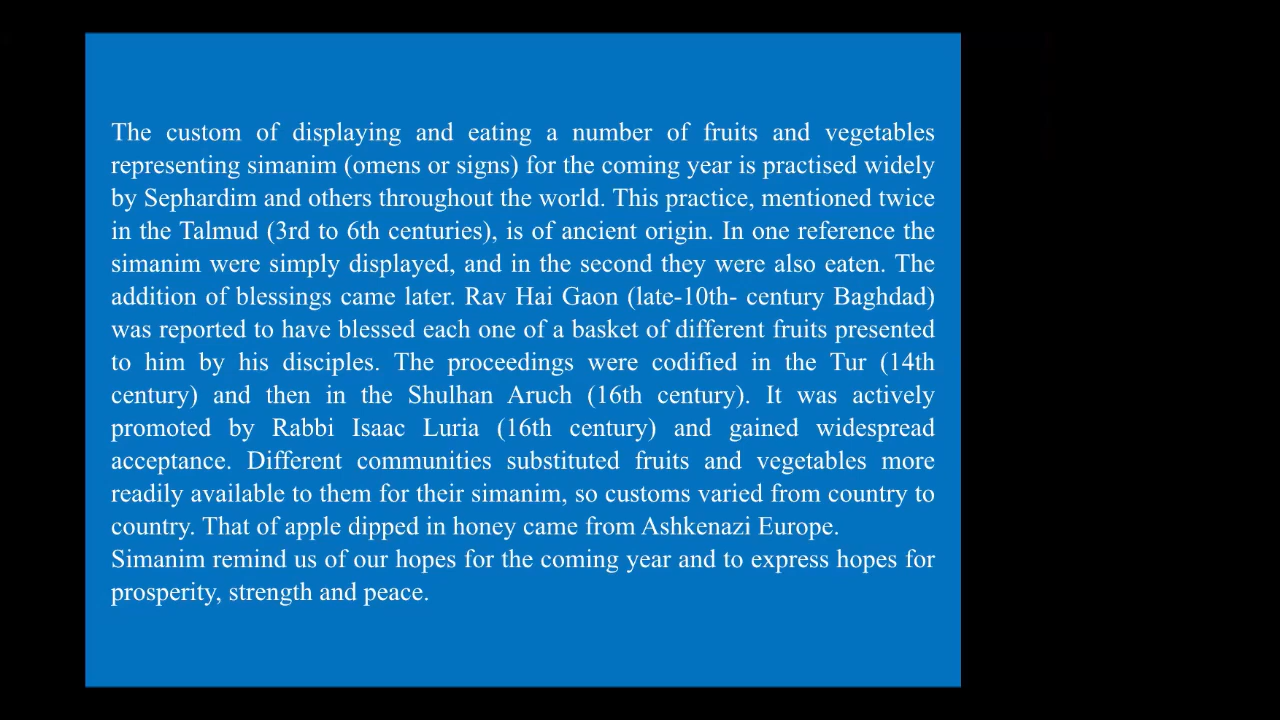 The custom of displaying and eating a number of fruits and vegetables
representing simanim (omens or signs) for the coming year is practised widely
by Sephardim and others throughout the world. This practice, mentioned twice
in the Talmud (3rd to 6th centuries), is of ancient origin. In one reference the
simanim were simply displayed, and in the second they were also eaten. The
addition of blessings came later. Rav Hai Gaon (late-10th- century Baghdad)
was reported to have blessed each one of a basket of different fruits presented
to him by his disciples. The proceedings were codified in the Tur (14th
century) and then in the Shulhan Aruch (16th century). It was actively
promoted by Rabbi Isaac Luria (16th century) and gained widespread
acceptance. Different communities substituted fruits and vegetables more
readily available to them for their simanim, so customs varied from country to
country. That of apple dipped in honey came from Ashkenazi Europe.
Simanim remind us of our hopes for the coming year and to express hopes for
prosperity, strength and peace.